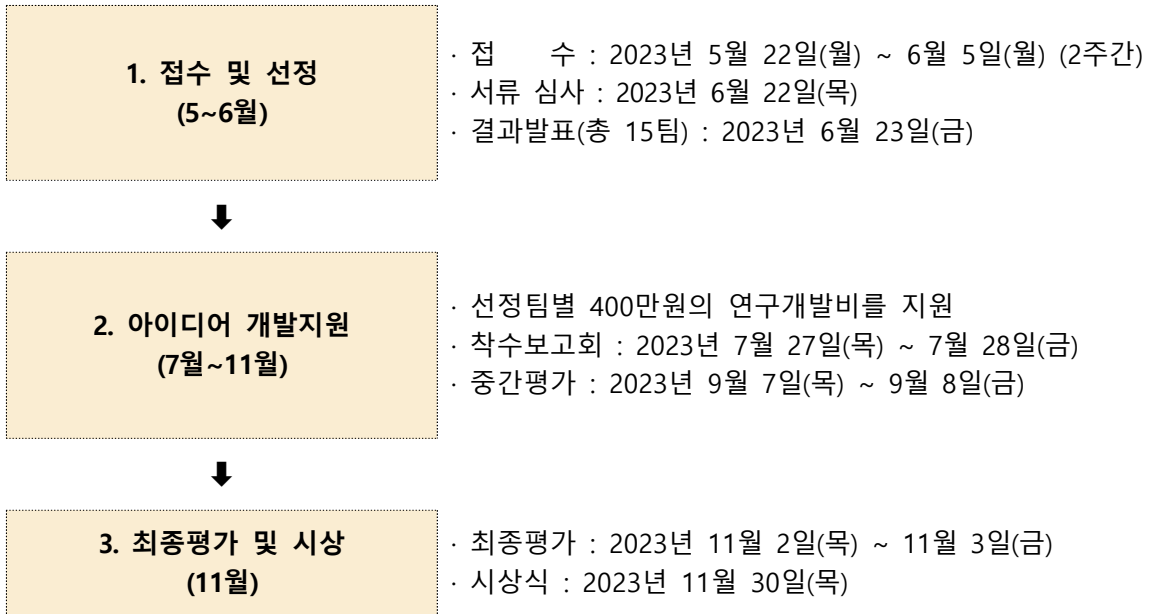 1. 접수 및 선정
(5~6월)
· 접 수 : 2023년 5월 22일(월) ~ 6월 5일(월) (2주간)
· 서류 심사 : 2023년 6월 22일(목)
· 결과발표(총 15팀) : 2023년 6월 23일(금)
2. 아이디어 개발지원
(7월~11월)
· 선정팀별 400만원의 연구개발비를 지원
· 착수보고회 : 2023년 7월 27일(목) ~ 7월 28일(금)
· 중간평가 : 2023년 9월 7일(목) ~ 9월 8일(금)
3. 최종평가 및 시상
(11월)
· 최종평가 : 2023년 11월 2일(목) ~ 11월 3일(금)
· 시상식 : 2023년 11월 30일(목)